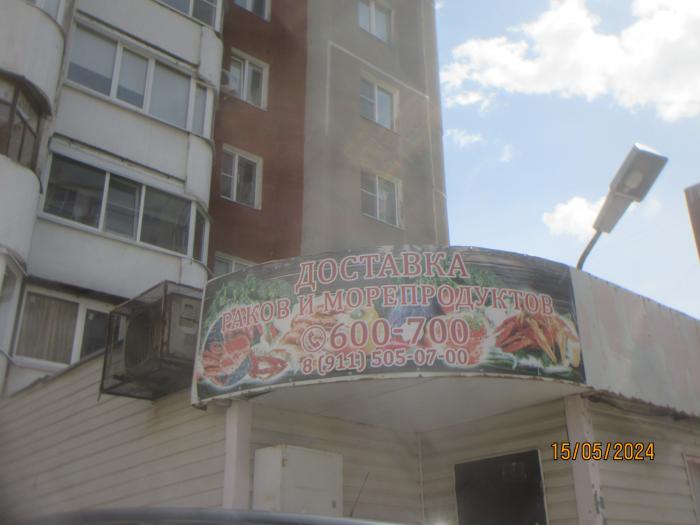 ДОСТАВКА
РАКОВ И МОРЕПРОДУКТОВ
600-700
8 (911) 505-07-00
15/05/2024